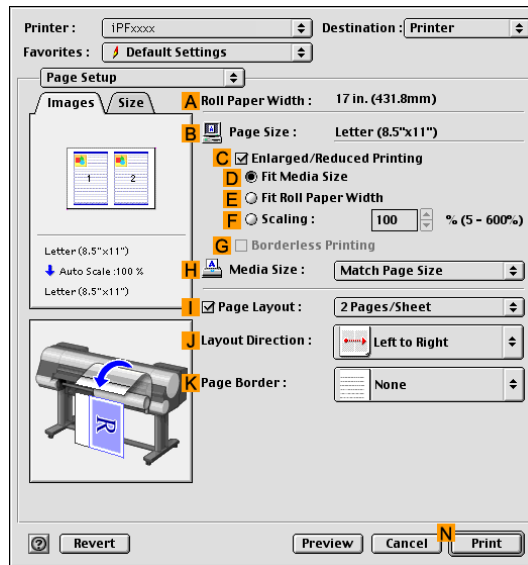 Printer : iPFxxxx Destination : Printer
Favorites : Default Settings
Page Setup
Images Size
1 2
Letter (8.5"x11")
Auto Scale :100 %
Letter (8.5"x11")
R
A Roll Paper Width : 17 in. (431.8mm)
B Page Size : Letter (8.5"x11")
C Enlarged/Reduced Printing
D Fit Media Size
E Fit Roll Paper Width
F Scaling : 100 % (5 - 600%)
G Borderless Printing
H Media Size : Match Page Size
I Page Layout : 2 Pages/Sheet
J Layout Direction : Left to Right
K Page Border : None
? Revert Preview Cancel N Print